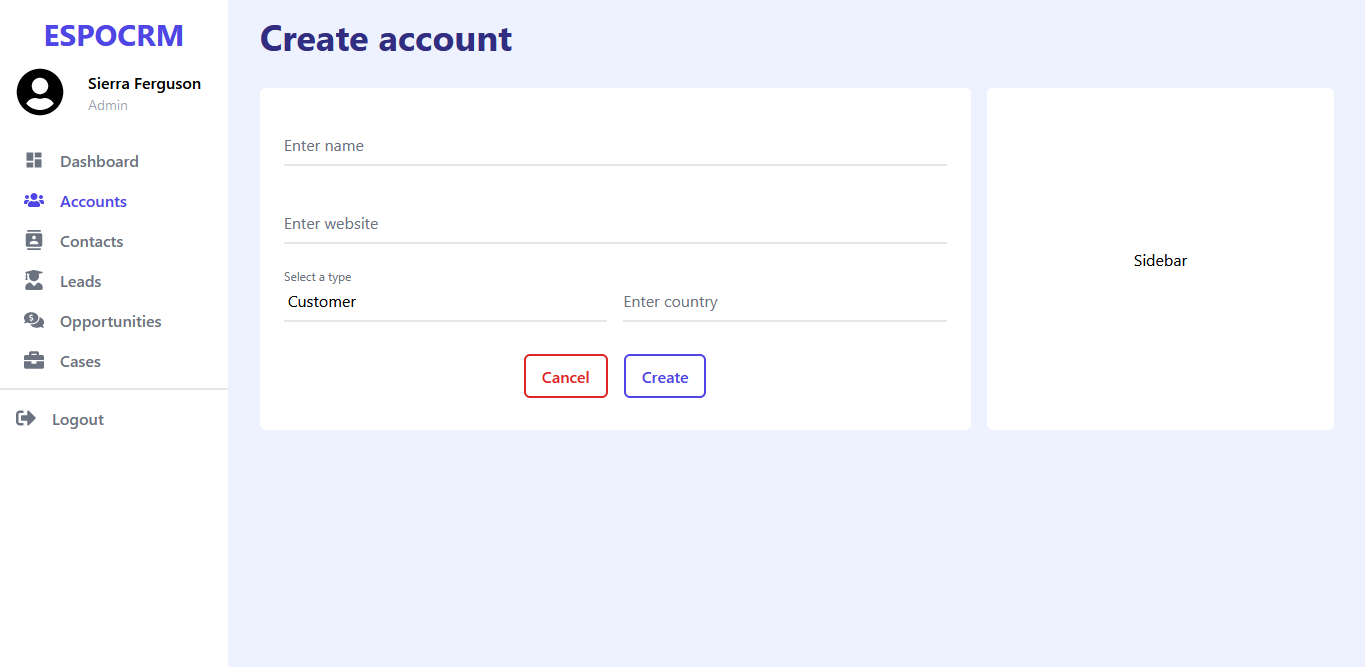 ESPOCRM
Sierra Ferguson
Admin
Dashboard
Accounts
Contacts
Leads
Opportunities
Cases
Logout
Create account
Enter name
Enter website
Select a type
Customer
Enter country
Cancel
Create
Sidebar